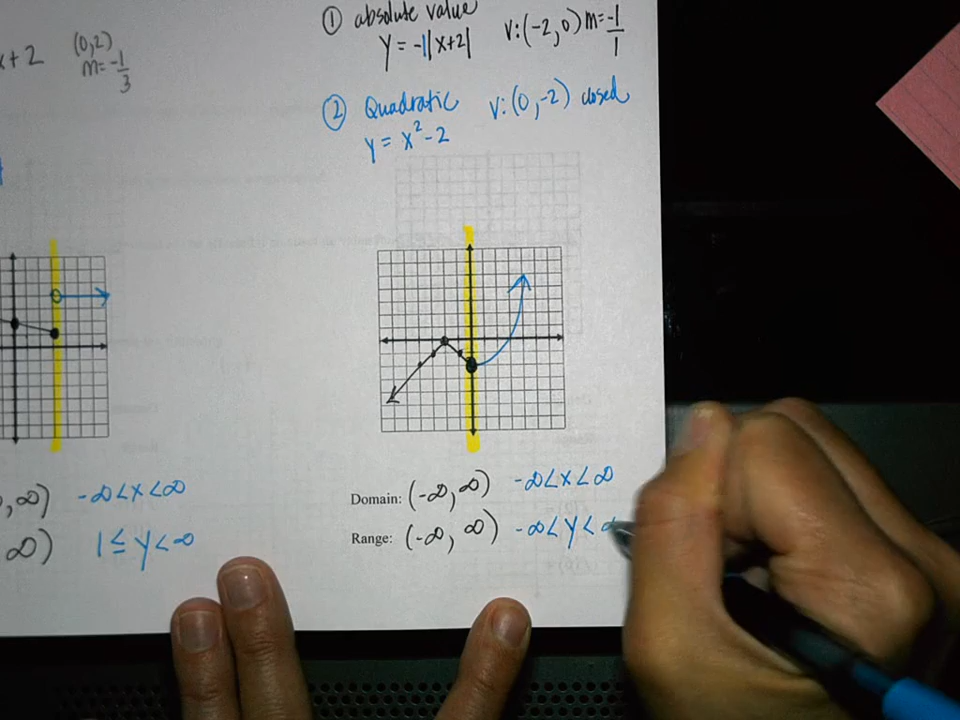 x + 2 (0,2)
m = -1/3
① absolute value
y = -1|x+2| v: (-2, 0) m = -1/1
② Quadratic v: (0, -2) closed
y = x² - 2
, ∞) -∞ < x < ∞
∞) 1 ≤ y < ∞
Domain: (-∞, ∞) -∞ < x < ∞
Range: (-∞, ∞) -∞ < y < ∞